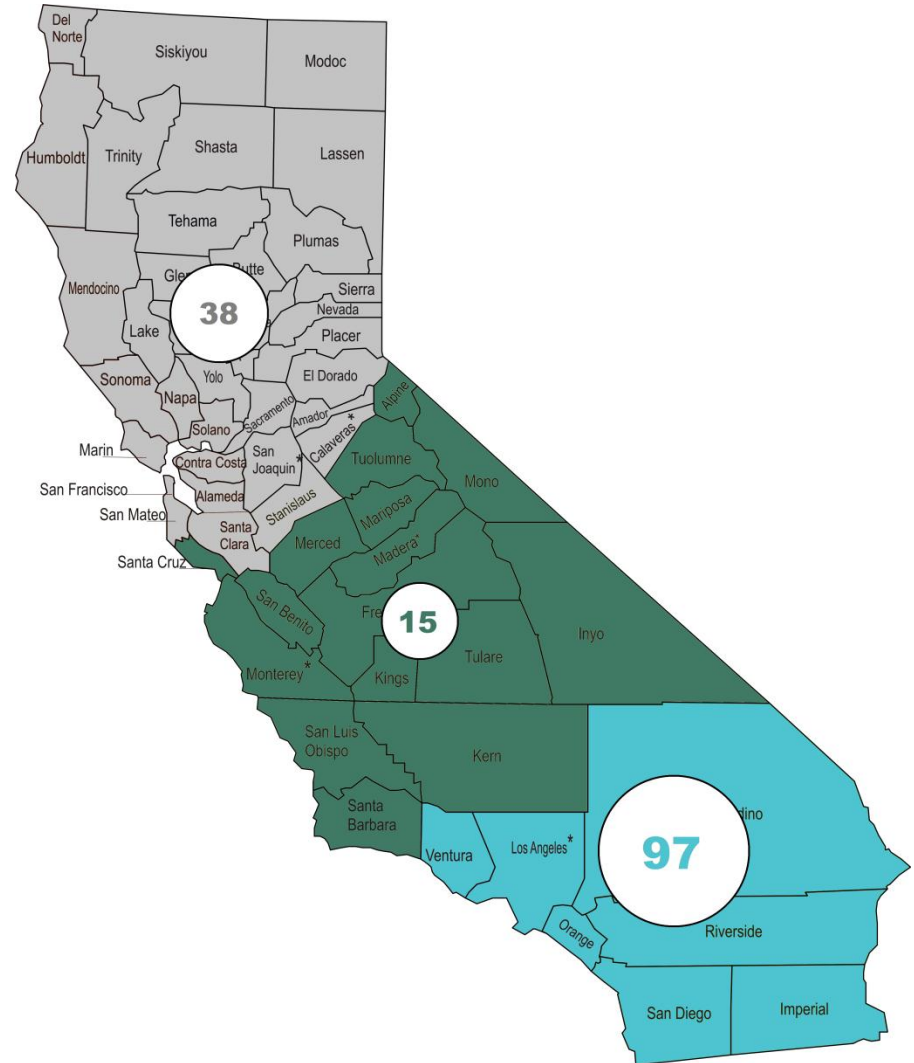 Del
Norte
Siskiyou
Modoc
Humboldt
Trinity
Shasta
Lassen
Tehama
Plumas
Mendocino
Sierra
38
Nevada
Lake
Placer
Sonoma
Yolo
El Dorado
Napa
Sacramento
Alpine
Solano
Amador
Marin
Calaveras*
Contra Costa
San
Joaquin*
Tuolumne
Mono
San Francisco
Alameda
Stanislaus
San Mateo
Mariposa
Santa
Clara
Merced
Madera*
Santa Cruz
San Benito
15
Inyo
Tulare
Monterey*
Kings
San Luis
Obispo
Kern
Santa
Barbara
Ventura
Los Angeles*
97
Orange
Riverside
San Diego
Imperial